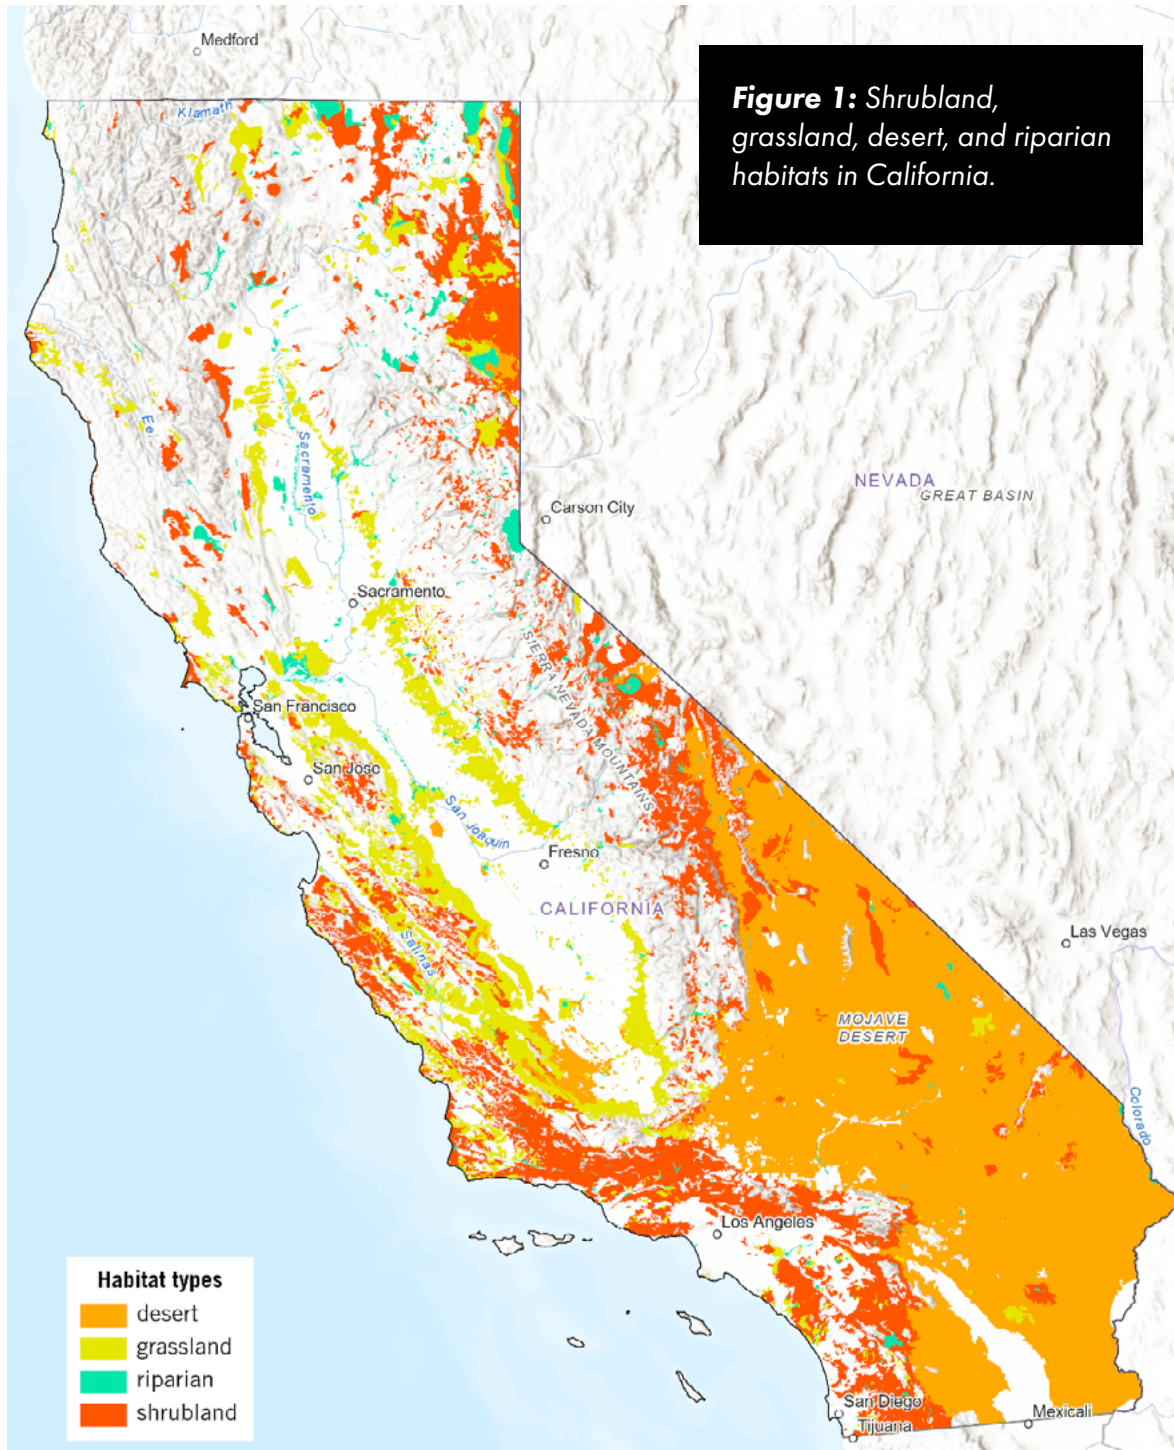 Medford
Figure 1: Shrubland,
grassland, desert, and riparian
habitats in California.
Klamath
Eel
Sacramento
NEVADA
GREAT BASIN
Carson City
Sacramento
SIERRA NEVADA MOUNTAINS
San Francisco
San Jose
San Joaquin
Fresno
CALIFORNIA
Salinas
Las Vegas
MOJAVE
DESERT
Colorado
Los Angeles
Habitat types
desert
grassland
riparian
shrubland
San Diego
Tijuana
Mexicali